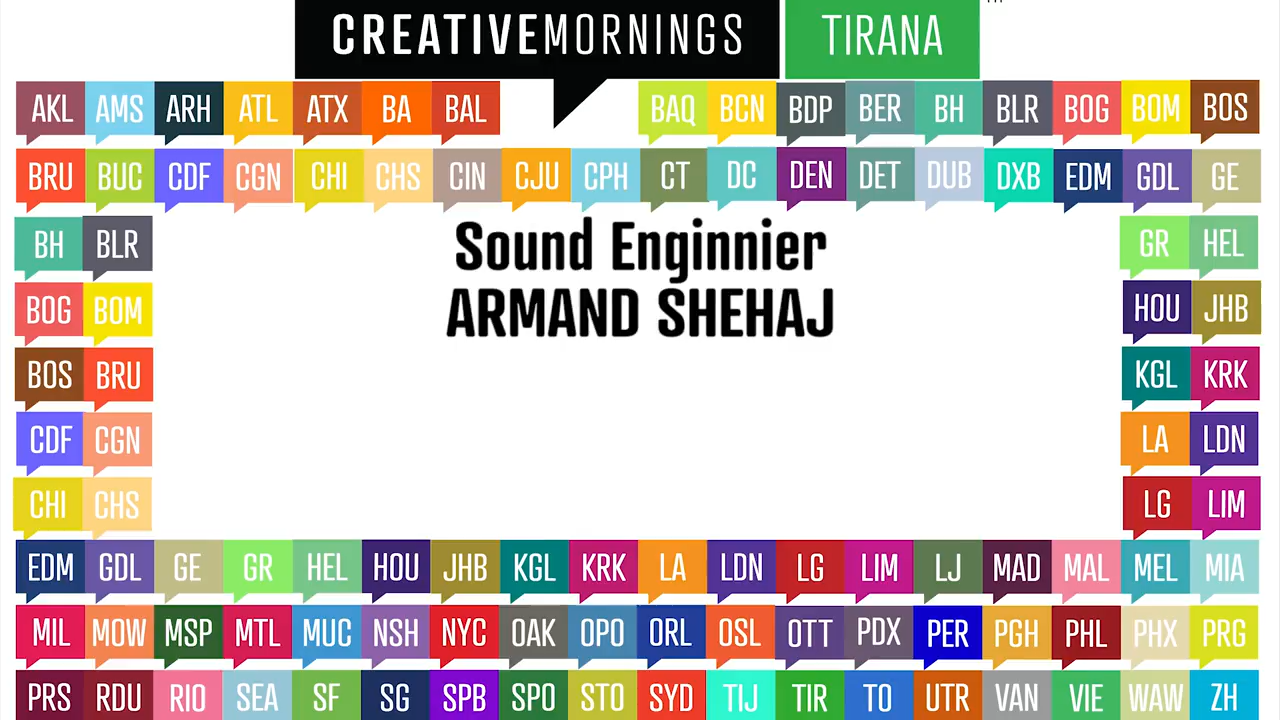 CREATIVEMORNINGS TIRANA
AKL AMS ARH ATL ATX BA BAL BAQ BCN BDP BER BH BLR BOG BOM BOS
BRU BUC CDF CGN CHI CHS CIN CJU CPH CT DC DEN DET DUB DXB EDM GDL GE
BH BLR GR HEL
Sound Enginnier
BOG BOM HOU JHB
ARMAND SHEHAJ
BOS BRU KGL KRK
CDF CGN LA LDN
CHI CHS LG LIM
EDM GDL GE GR HEL HOU JHB KGL KRK LA LDN LG LIM LJ MAD MAL MEL MIA
MIL MOW MSP MTL MUC NSH NYC OAK OPO ORL OSL OTT PDX PER PGH PHL PHX PRG
PRS RDU RIO SEA SF SG SPB SPO STO SYD TIJ TIR TO UTR VAN VIE WAW ZH